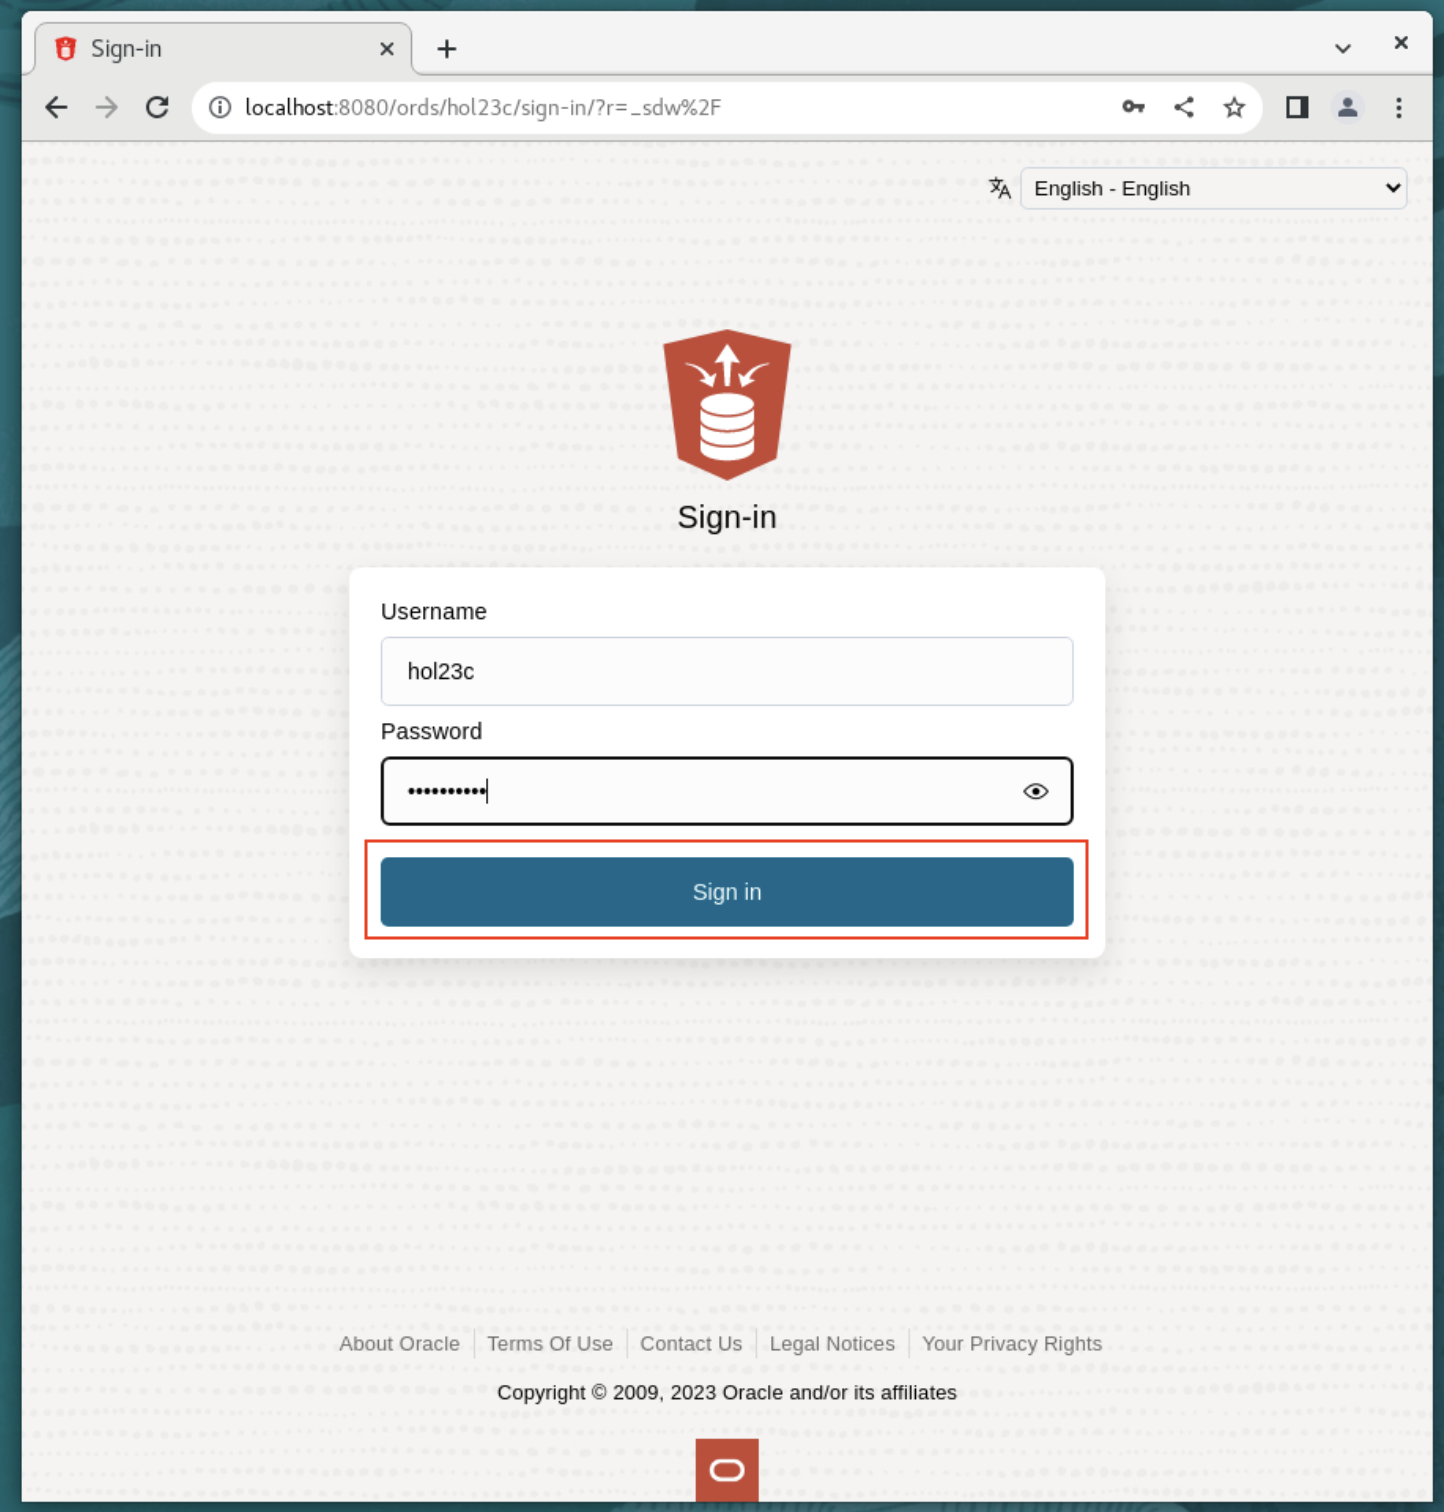 Sign-in
localhost:8080/ords/hol23c/sign-in/?r=_sdw%2F
English - English
Sign-in
Username
hol23c
Password
••••••••••
Sign in
About Oracle Terms Of Use Contact Us Legal Notices Your Privacy Rights
Copyright © 2009, 2023 Oracle and/or its affiliates